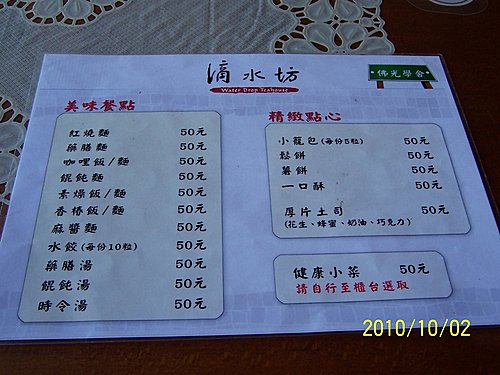 滴水坊
Water Drop Teahouse
佛光學會
美味餐點
紅燒麵 50元
藥膳麵 50元
咖哩飯/麵 50元
餛飩麵 50元
素燥飯/麵 50元
香椿飯/麵 50元
麻醬麵 50元
水餃(每份10粒) 50元
藥膳湯 50元
餛飩湯 50元
時令湯 50元
精緻點心
小籠包(每份5粒) 50元
鬆餅 50元
薯餅 50元
一口酥 50元
厚片土司 50元
(花生、蜂蜜、奶油、巧克力)
健康小菜 50元
請自行至櫃台選取
2010/10/02